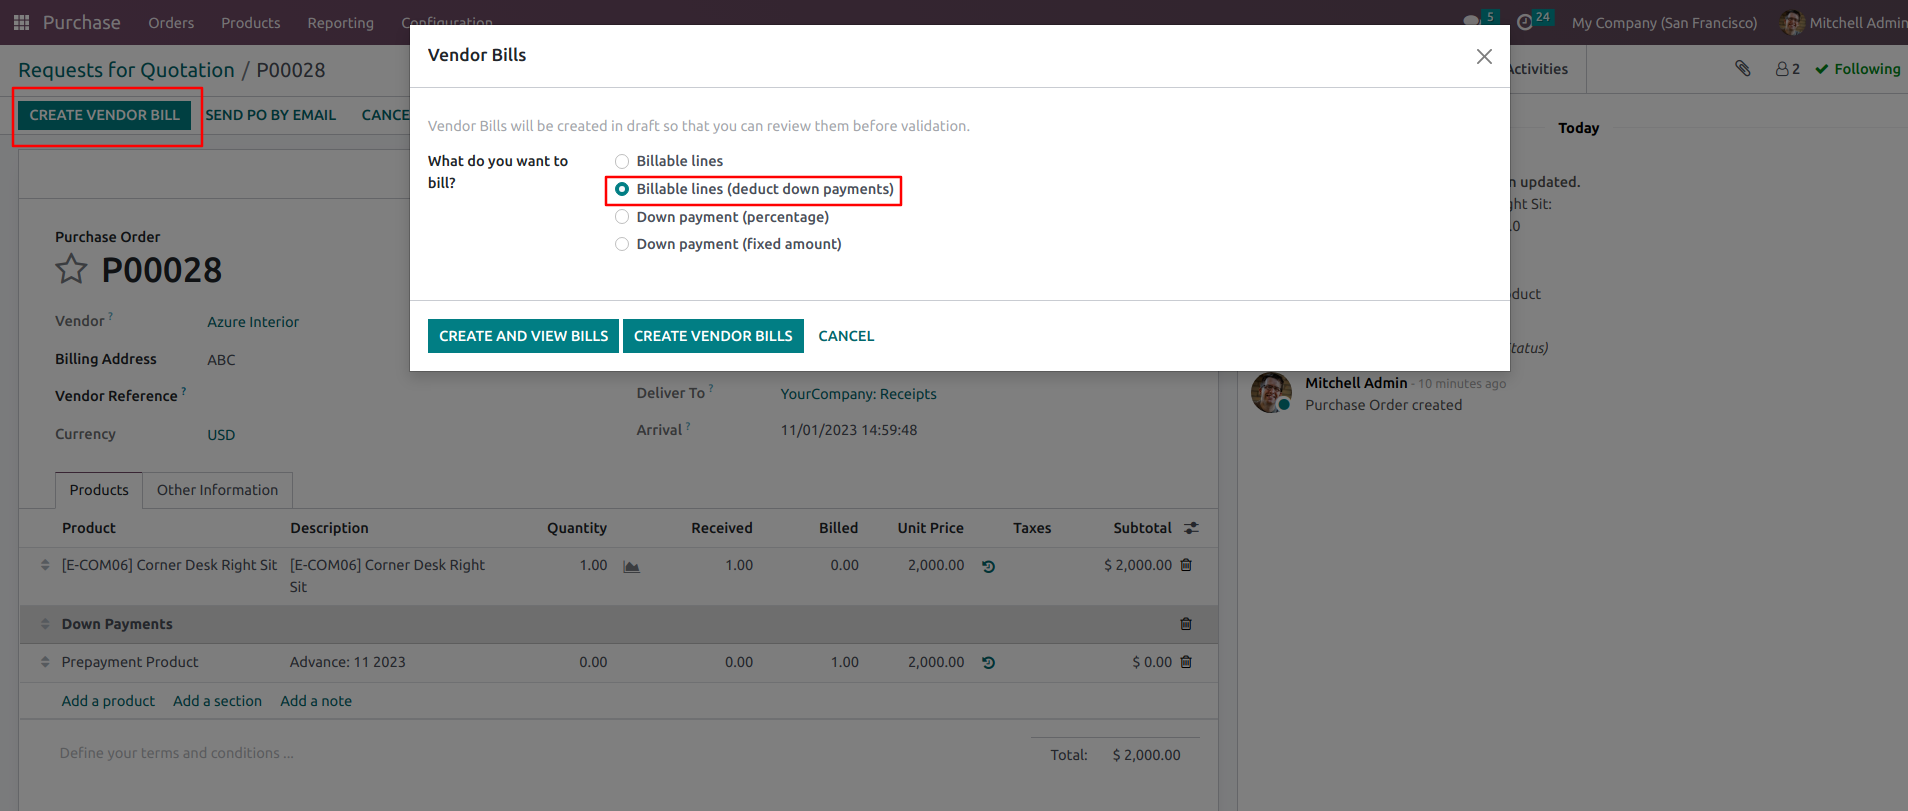 Purchase Orders Products Reporting Configuration 5 24 My Company (San Francisco) Mitchell Admin
Requests for Quotation / P00028
CREATE VENDOR BILL SEND PO BY EMAIL
Vendor Bills
Vendor Bills will be created in draft so that you can review them before validation.
What do you want to bill?
Billable lines
Billable lines (deduct down payments)
Down payment (percentage)
Down payment (fixed amount)
CREATE AND VIEW BILLS CREATE VENDOR BILLS CANCEL
2 Following
Today
updated.
Sit:
Mitchell Admin - 10 minutes ago
Purchase Order created
Purchase Order
P00028
Vendor ? Azure Interior
Billing Address ABC
Vendor Reference ?
Currency USD
Deliver To ? YourCompany: Receipts
Arrival ? 11/01/2023 14:59:48
Products Other Information
Product Description Quantity Received Billed Unit Price Taxes Subtotal
[E-COM06] Corner Desk Right Sit [E-COM06] Corner Desk Right Sit 1.00 1.00 0.00 2,000.00 $ 2,000.00
Down Payments
Prepayment Product Advance: 11 2023 0.00 0.00 1.00 2,000.00 $ 0.00
Add a product Add a section Add a note
Define your terms and conditions ...
Total: $ 2,000.00